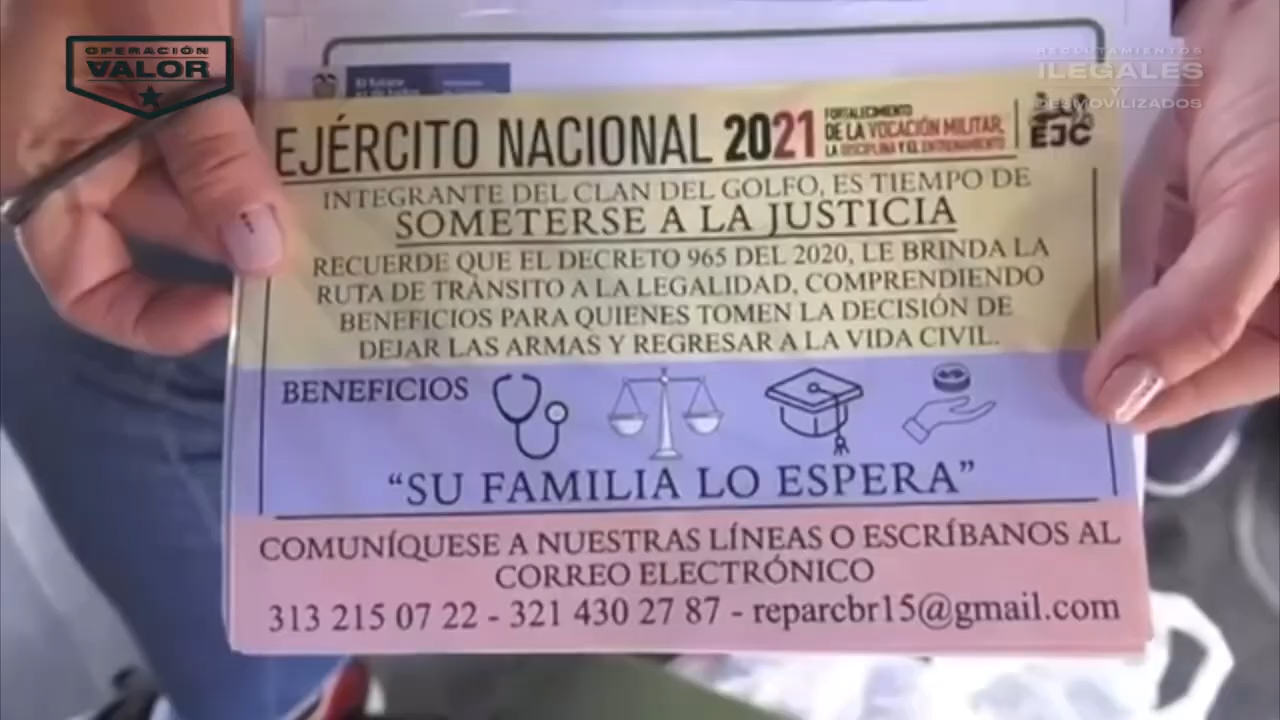 OPERACIÓN
VALOR
RECLUTAMIENTOS
ILEGALES
Y
DESMOVILIZADOS
EJÉRCITO NACIONAL 2021
FORTALECIMIENTO
DE LA VOCACIÓN MILITAR,
LA DISCIPLINA Y EL ENTRENAMIENTO
EJC
INTEGRANTE DEL CLAN DEL GOLFO, ES TIEMPO DE
SOMETERSE A LA JUSTICIA
RECUERDE QUE EL DECRETO 965 DEL 2020, LE BRINDA LA
RUTA DE TRÁNSITO A LA LEGALIDAD, COMPRENDIENDO
BENEFICIOS PARA QUIENES TOMEN LA DECISIÓN DE
DEJAR LAS ARMAS Y REGRESAR A LA VIDA CIVIL.
BENEFICIOS
“SU FAMILIA LO ESPERA”
COMUNÍQUESE A NUESTRAS LÍNEAS O ESCRÍBANOS AL
CORREO ELECTRÓNICO
313 215 07 22 - 321 430 27 87 - reparcbr15@gmail.com